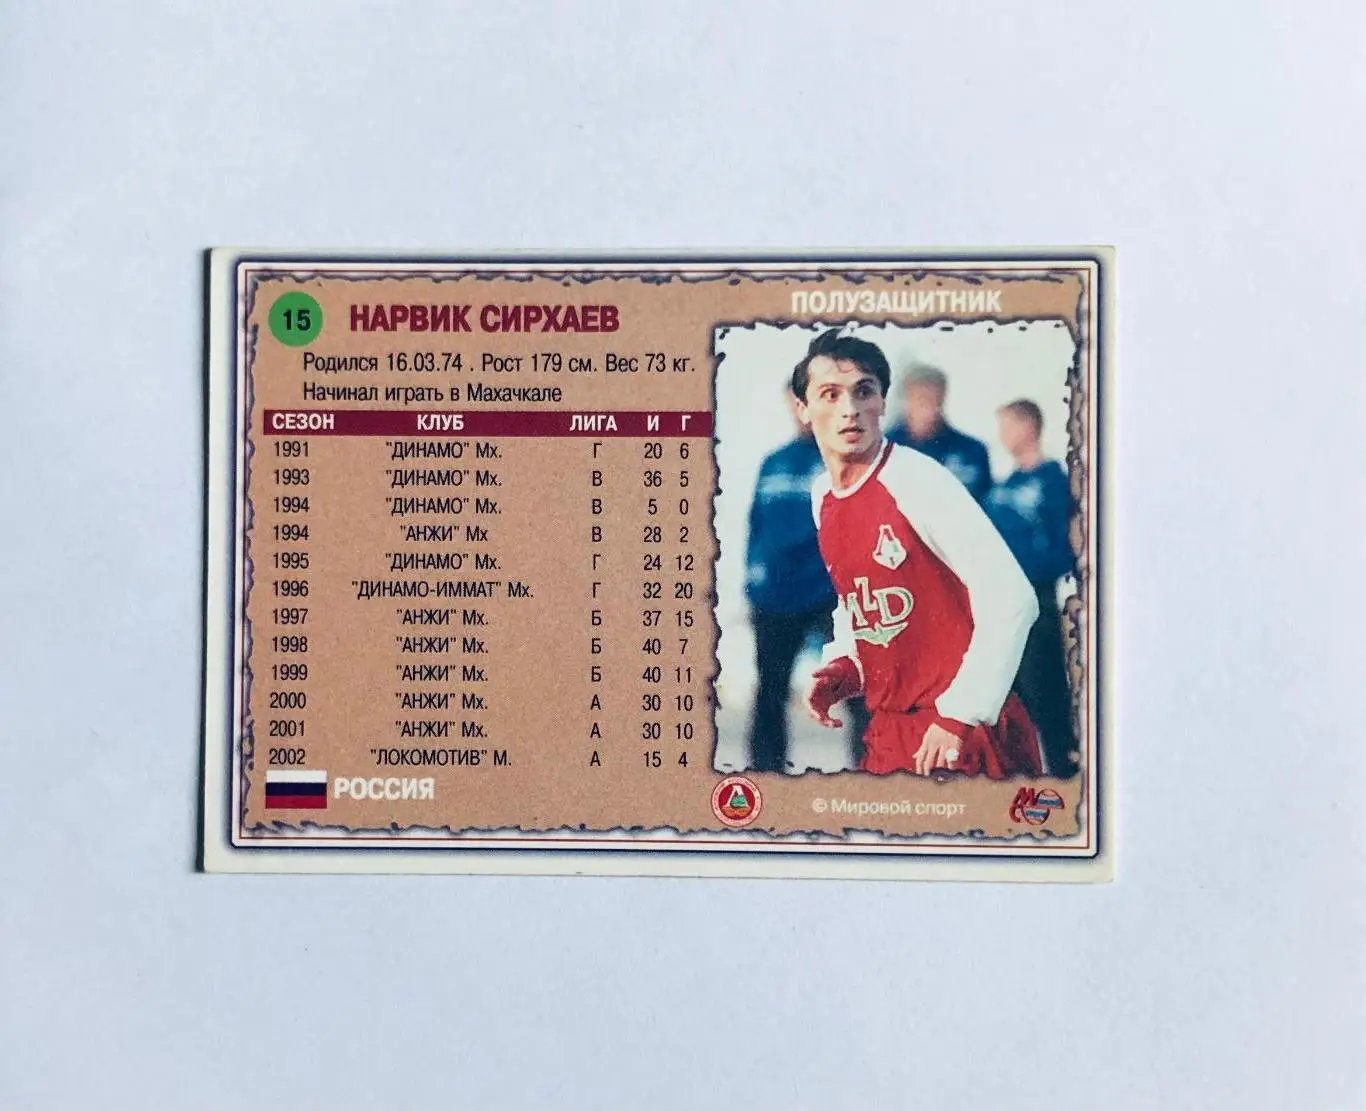 15 НАРВИК СИРХАЕВ
ПОЛУЗАЩИТНИК
Родился 16.03.74 . Рост 179 см. Вес 73 кг.
Начинал играть в Махачкале
СЕЗОН КЛУБ ЛИГА И Г
1991 "ДИНАМО" Мх. Г 20 6
1993 "ДИНАМО" Мх. В 36 5
1994 "ДИНАМО" Мх. В 5 0
1994 "АНЖИ" Мх В 28 2
1995 "ДИНАМО" Мх. Г 24 12
1996 "ДИНАМО-ИММАТ" Мх. Г 32 20
1997 "АНЖИ" Мх. Б 37 15
1998 "АНЖИ" Мх. Б 40 7
1999 "АНЖИ" Мх. Б 40 11
2000 "АНЖИ" Мх. А 30 10
2001 "АНЖИ" Мх. А 30 10
2002 "ЛОКОМОТИВ" М. А 15 4
РОССИЯ
MZD
© Мировой спорт